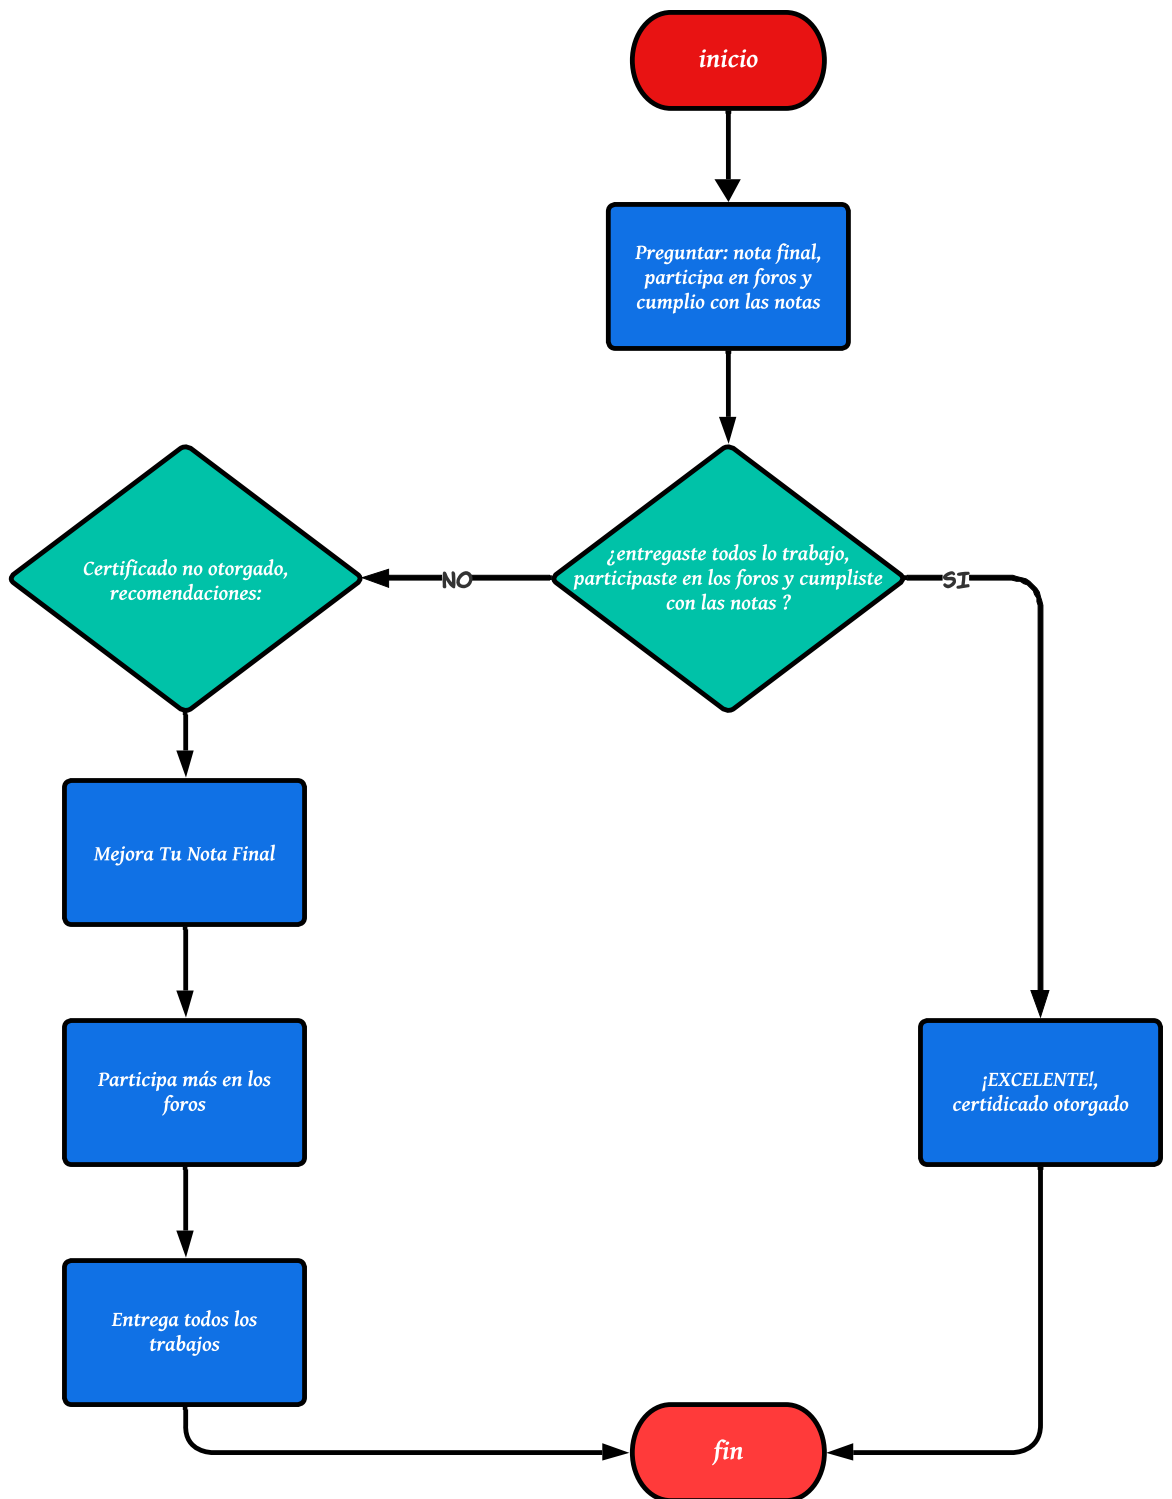 inicio
Preguntar: nota final,
participa en foros y
cumplio con las notas
¿entregaste todos lo trabajo,
participaste en los foros y cumpliste
con las notas ?
NO
SI
Certificado no otorgado,
recomendaciones:
Mejora Tu Nota Final
Participa más en los
foros
¡EXCELENTE!,
certidicado otorgado
Entrega todos los
trabajos
fin